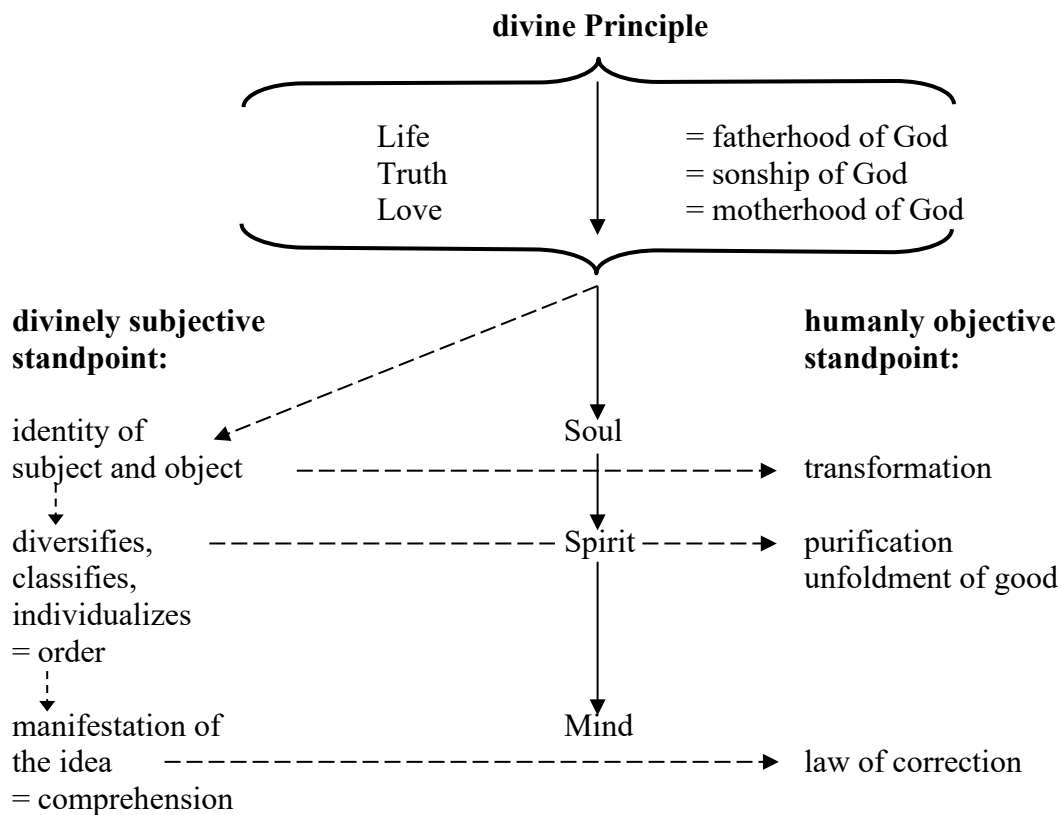 divine Principle
Life = fatherhood of God
Truth = sonship of God
Love = motherhood of God
divinely subjective
standpoint:
humanly objective
standpoint:
identity of
subject and object
Soul
transformation
diversifies,
classifies,
individualizes
= order
Spirit
purification
unfoldment of good
manifestation of
the idea
= comprehension
Mind
law of correction